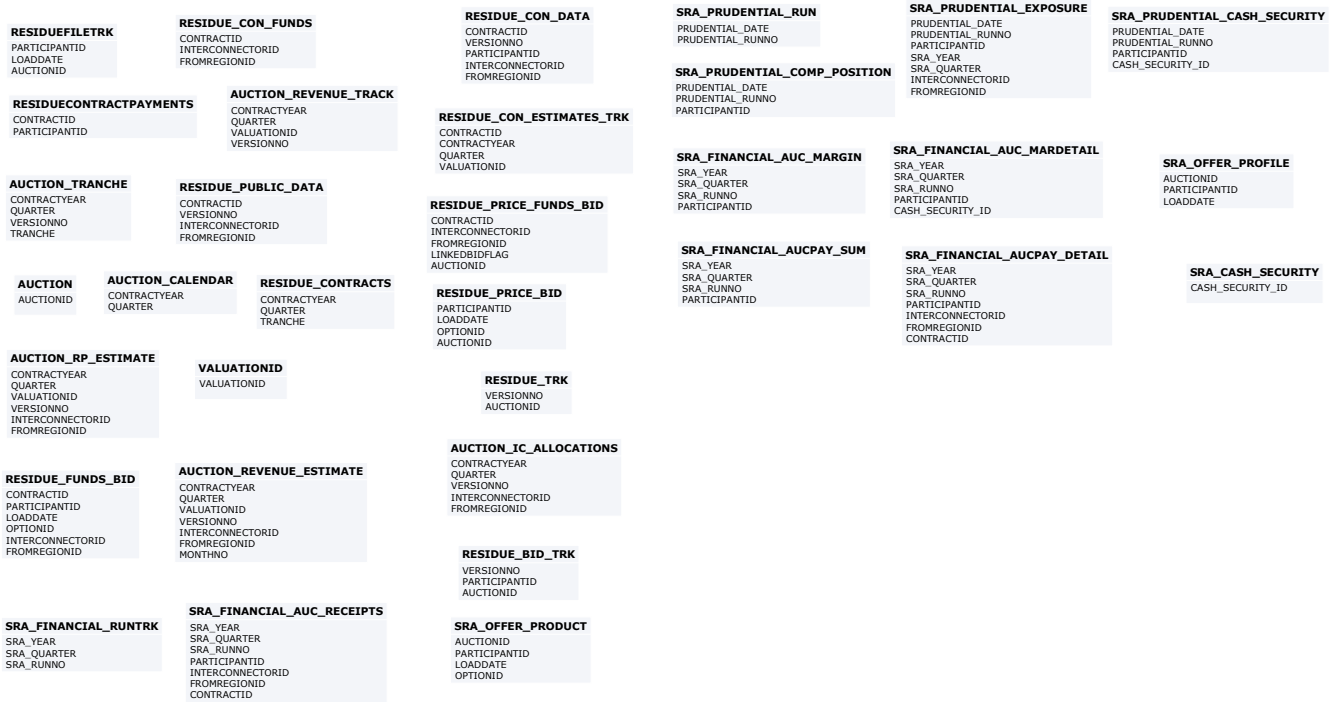 RESIDUEFILETRK
PARTICIPANTID
LOADDATE
AUCTIONID
RESIDUE_CON_FUNDS
CONTRACTID
INTERCONNECTORID
FROMREGIONID
RESIDUE_CON_DATA
CONTRACTID
VERSIONNO
PARTICIPANTID
INTERCONNECTORID
FROMREGIONID
SRA_PRUDENTIAL_RUN
PRUDENTIAL_DATE
PRUDENTIAL_RUNNO
SRA_PRUDENTIAL_EXPOSURE
PRUDENTIAL_DATE
PRUDENTIAL_RUNNO
PARTICIPANTID
SRA_YEAR
SRA_QUARTER
INTERCONNECTORID
FROMREGIONID
SRA_PRUDENTIAL_CASH_SECURITY
PRUDENTIAL_DATE
PRUDENTIAL_RUNNO
PARTICIPANTID
CASH_SECURITY_ID
SRA_PRUDENTIAL_COMP_POSITION
PRUDENTIAL_DATE
PRUDENTIAL_RUNNO
PARTICIPANTID
RESIDUECONTRACTPAYMENTS
CONTRACTID
PARTICIPANTID
AUCTION_REVENUE_TRACK
CONTRACTYEAR
QUARTER
VALUATIONID
VERSIONNO
RESIDUE_CON_ESTIMATES_TRK
CONTRACTID
CONTRACTYEAR
QUARTER
VALUATIONID
SRA_FINANCIAL_AUC_MARGIN
SRA_YEAR
SRA_QUARTER
SRA_RUNNO
PARTICIPANTID
SRA_FINANCIAL_AUC_MARDETAIL
SRA_YEAR
SRA_QUARTER
SRA_RUNNO
PARTICIPANTID
CASH_SECURITY_ID
SRA_OFFER_PROFILE
AUCTIONID
PARTICIPANTID
LOADDATE
AUCTION_TRANCHE
CONTRACTYEAR
QUARTER
VERSIONNO
TRANCHE
RESIDUE_PUBLIC_DATA
CONTRACTID
VERSIONNO
INTERCONNECTORID
FROMREGIONID
RESIDUE_PRICE_FUNDS_BID
CONTRACTID
INTERCONNECTORID
FROMREGIONID
LINKEDBIDFLAG
AUCTIONID
SRA_FINANCIAL_AUCPAY_SUM
SRA_YEAR
SRA_QUARTER
SRA_RUNNO
PARTICIPANTID
SRA_FINANCIAL_AUCPAY_DETAIL
SRA_YEAR
SRA_QUARTER
SRA_RUNNO
PARTICIPANTID
INTERCONNECTORID
FROMREGIONID
CONTRACTID
SRA_CASH_SECURITY
CASH_SECURITY_ID
AUCTION
AUCTIONID
AUCTION_CALENDAR
CONTRACTYEAR
QUARTER
RESIDUE_CONTRACTS
CONTRACTYEAR
QUARTER
TRANCHE
RESIDUE_PRICE_BID
PARTICIPANTID
LOADDATE
OPTIONID
AUCTIONID
AUCTION_RP_ESTIMATE
CONTRACTYEAR
QUARTER
VALUATIONID
VERSIONNO
INTERCONNECTORID
FROMREGIONID
VALUATIONID
VALUATIONID
RESIDUE_TRK
VERSIONNO
AUCTIONID
RESIDUE_FUNDS_BID
CONTRACTID
PARTICIPANTID
LOADDATE
OPTIONID
INTERCONNECTORID
FROMREGIONID
AUCTION_REVENUE_ESTIMATE
CONTRACTYEAR
QUARTER
VALUATIONID
VERSIONNO
INTERCONNECTORID
FROMREGIONID
MONTHNO
AUCTION_IC_ALLOCATIONS
CONTRACTYEAR
QUARTER
VERSIONNO
INTERCONNECTORID
FROMREGIONID
RESIDUE_BID_TRK
VERSIONNO
PARTICIPANTID
AUCTIONID
SRA_FINANCIAL_RUNTRK
SRA_YEAR
SRA_QUARTER
SRA_RUNNO
SRA_FINANCIAL_AUC_RECEIPTS
SRA_YEAR
SRA_QUARTER
SRA_RUNNO
PARTICIPANTID
INTERCONNECTORID
FROMREGIONID
CONTRACTID
SRA_OFFER_PRODUCT
AUCTIONID
PARTICIPANTID
LOADDATE
OPTIONID